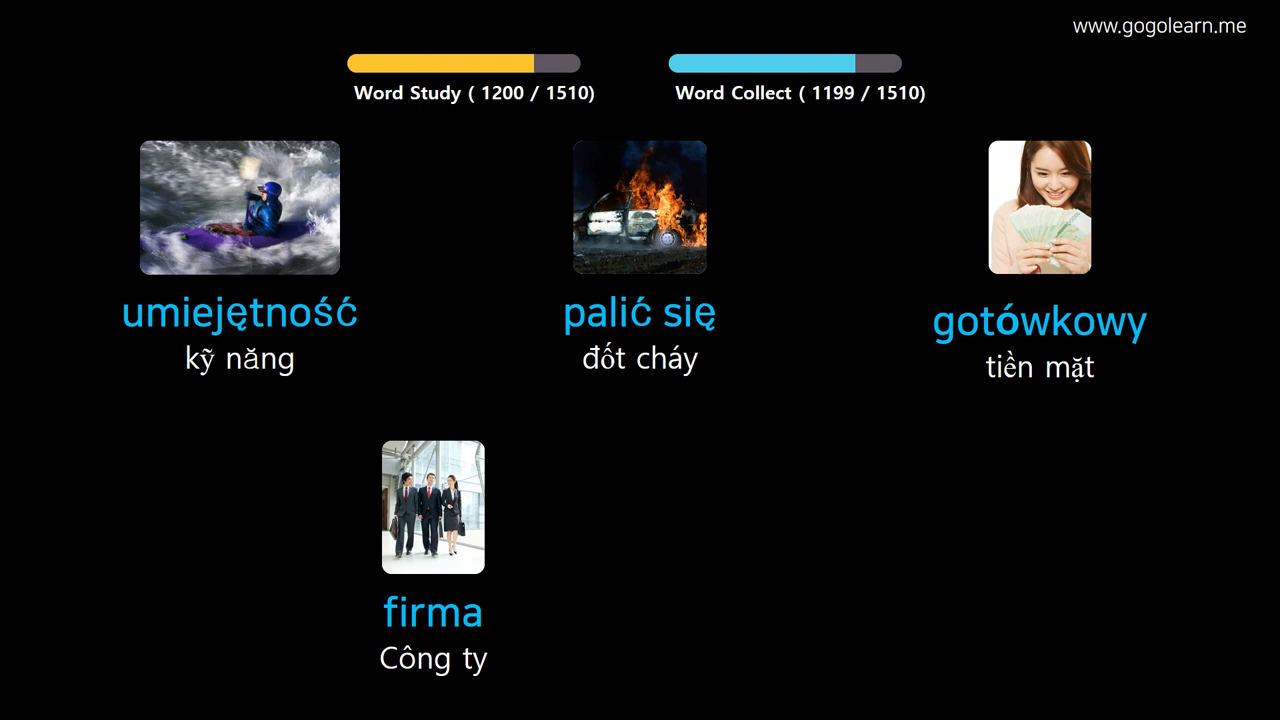 www.gogolearn.me
Word Study ( 1200 / 1510)
Word Collect ( 1199 / 1510)
umiejętność
kỹ năng
palić się
đốt cháy
gotówkowy
tiền mặt
firma
Công ty